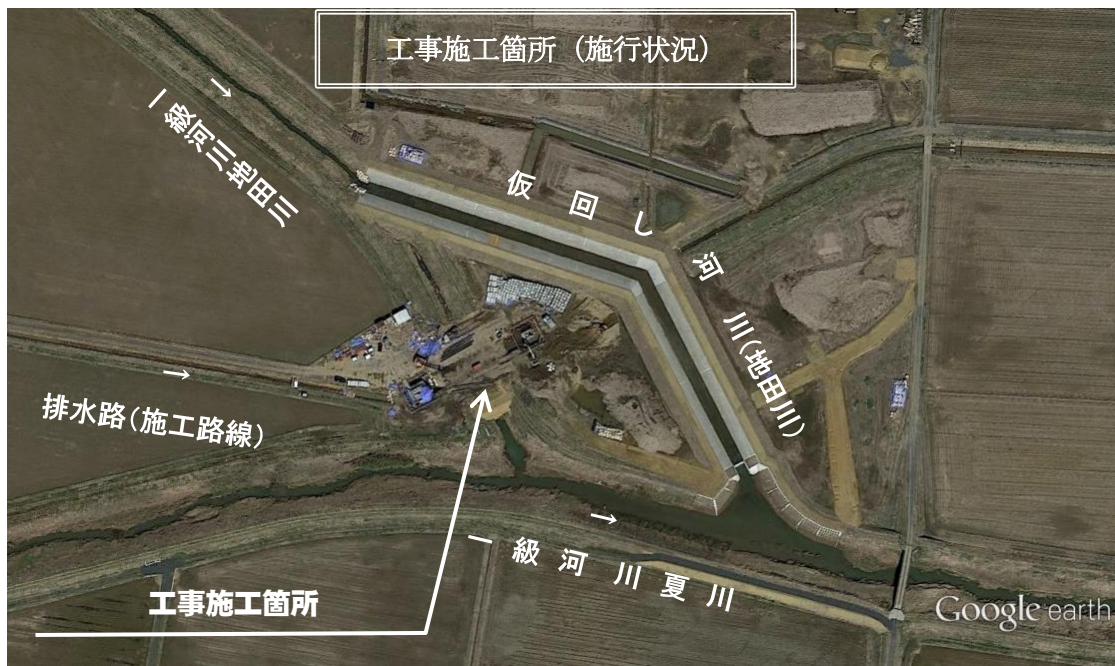 工事施工箇所（施行状況）
→
一級河川地田川
仮回し河川（地田川）
→
排水路（施工路線）
→
一級河川夏川
工事施工箇所
Google earth